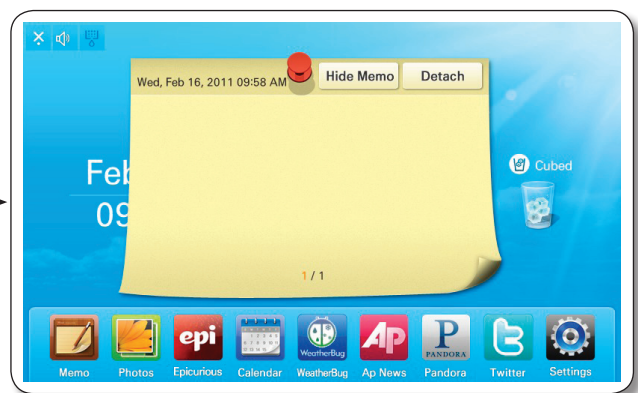 Wed, Feb 16, 2011 09:58 AM
Hide Memo
Detach
Feb
09
Cubed
1 / 1
epi
WeatherBug
Ap
P
PANDORA
Memo
Photos
Epicurious
Calendar
WeatherBug
Ap News
Pandora
Twitter
Settings